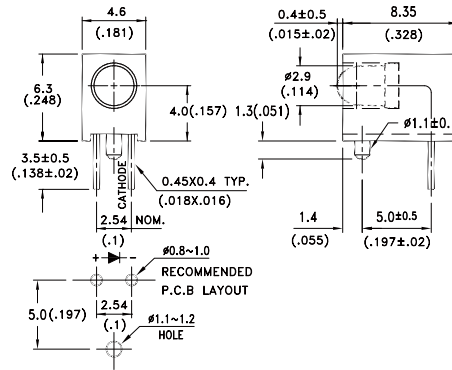 4.6
(.181)
0.4±0.5
(.015±.02)
8.35
(.328)
6.3
(.248)
4.0(.157)
ø2.9
(.114)
1.3(.051)
ø1.1±0.
3.5±0.5
(.138±.02)
CATHODE
0.45X0.4 TYP.
(.018X.016)
2.54 NOM.
(.1)
1.4
(.055)
5.0±0.5
(.197±.02)
+ -
ø0.8~1.0
RECOMMENDED
P.C.B LAYOUT
5.0(.197)
2.54
(.1)
ø1.1~1.2
HOLE